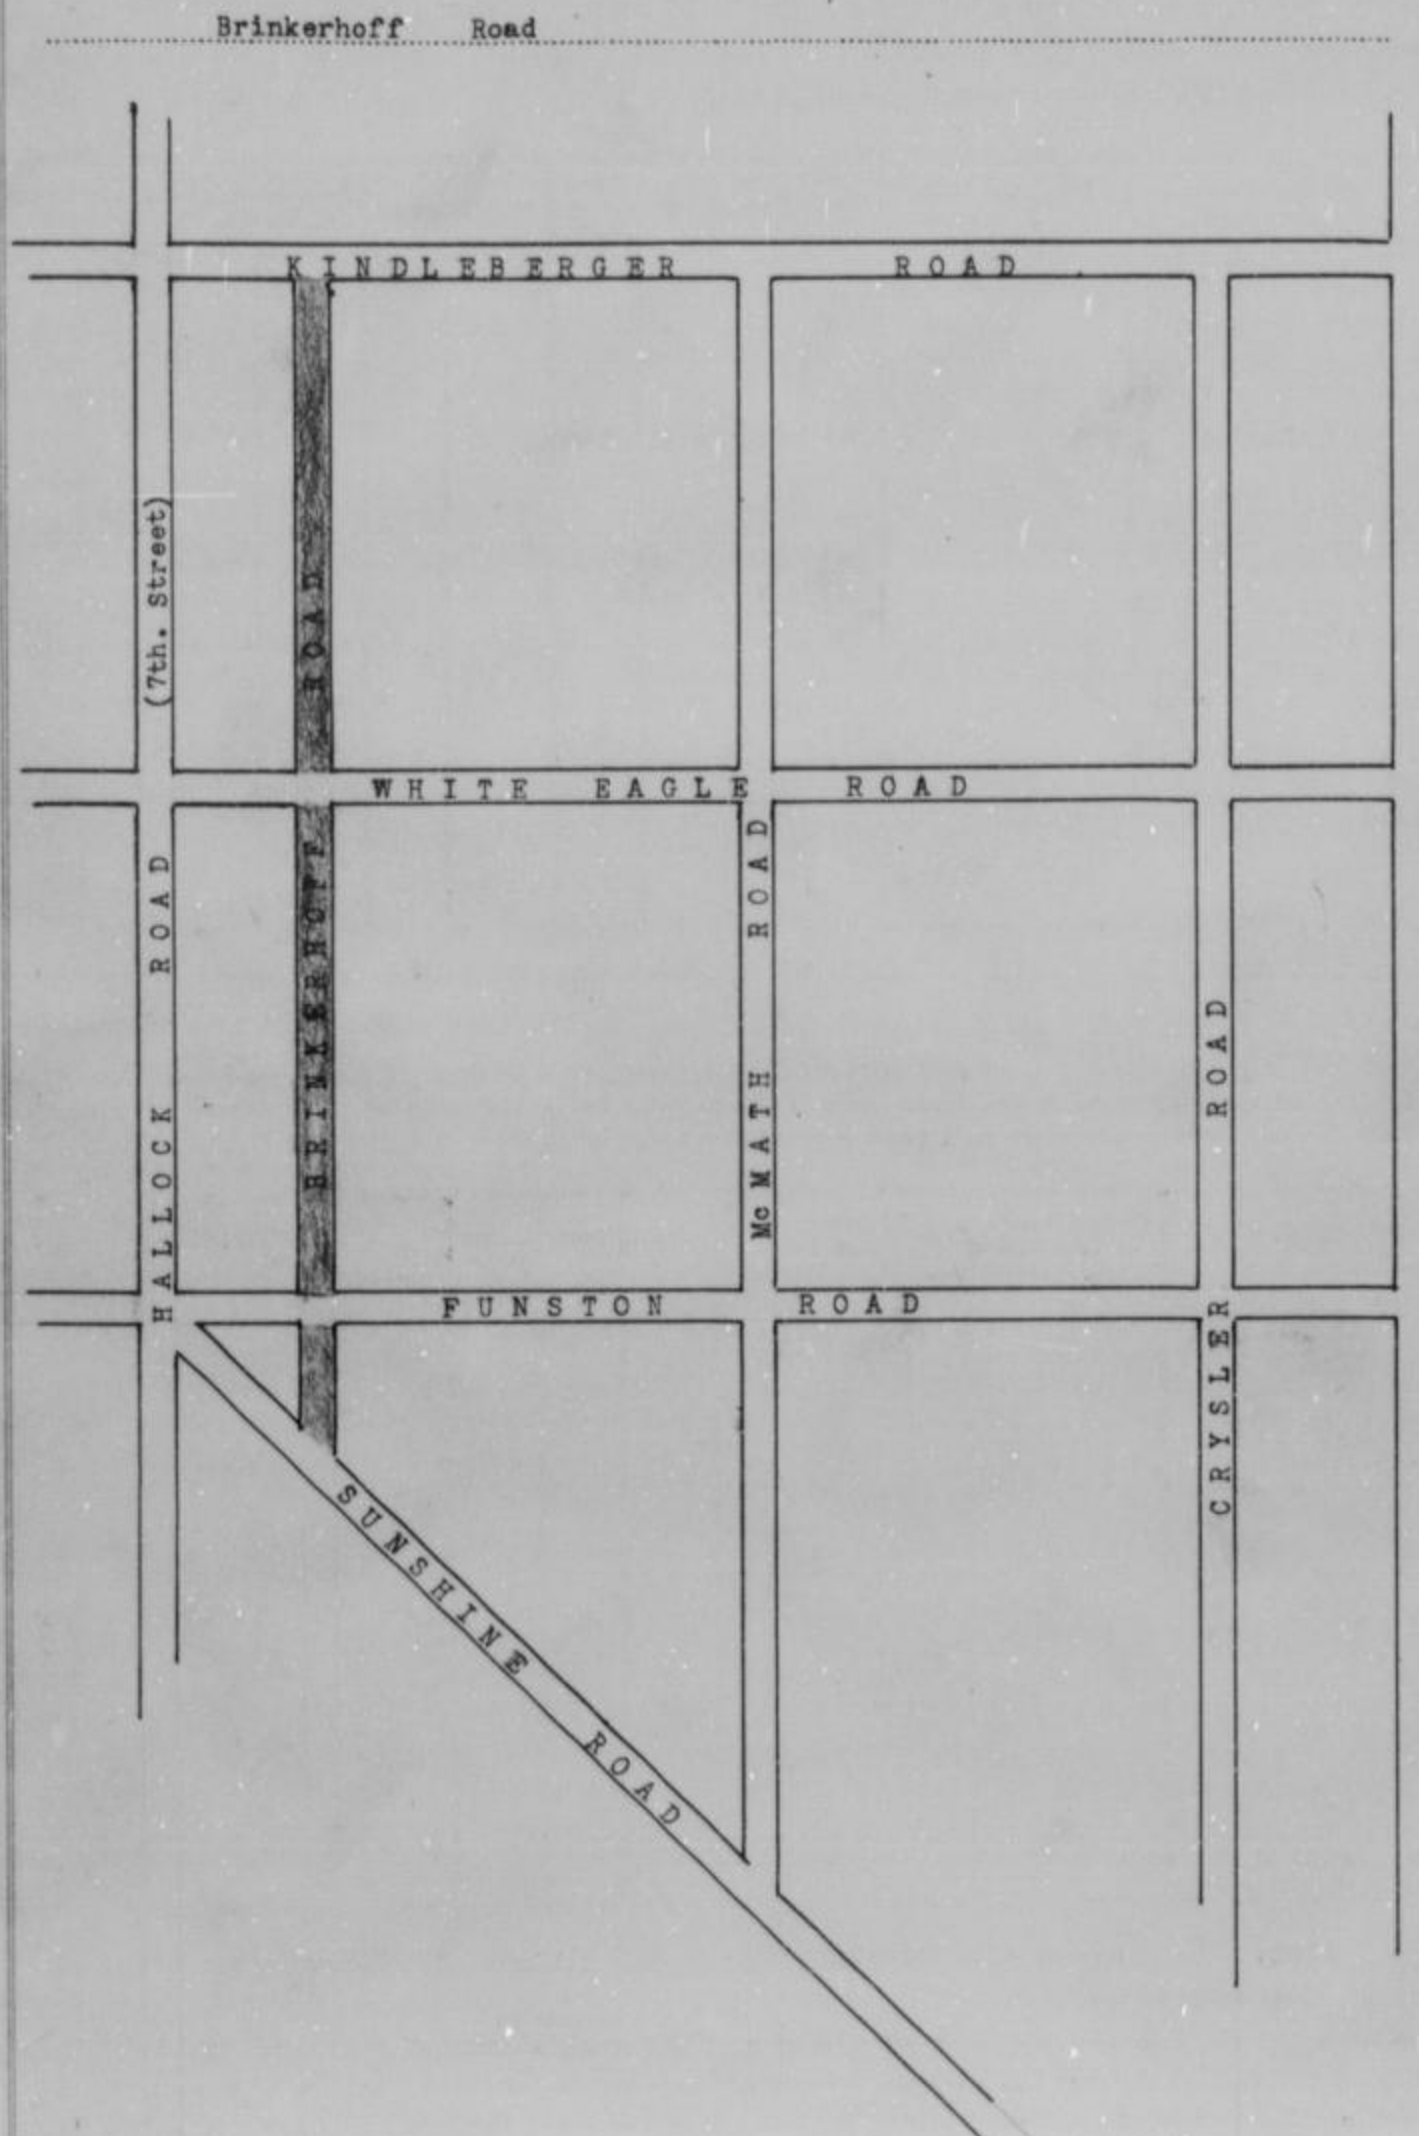 Brinkerhoff Road
KINDLEBERGER ROAD
(7th. Street)
ROAD
WHITE EAGLE ROAD
HALLOCK ROAD
BRINKERHOFF
McMATH ROAD
CRYSLER ROAD
FUNSTON ROAD
SUNSHINE ROAD